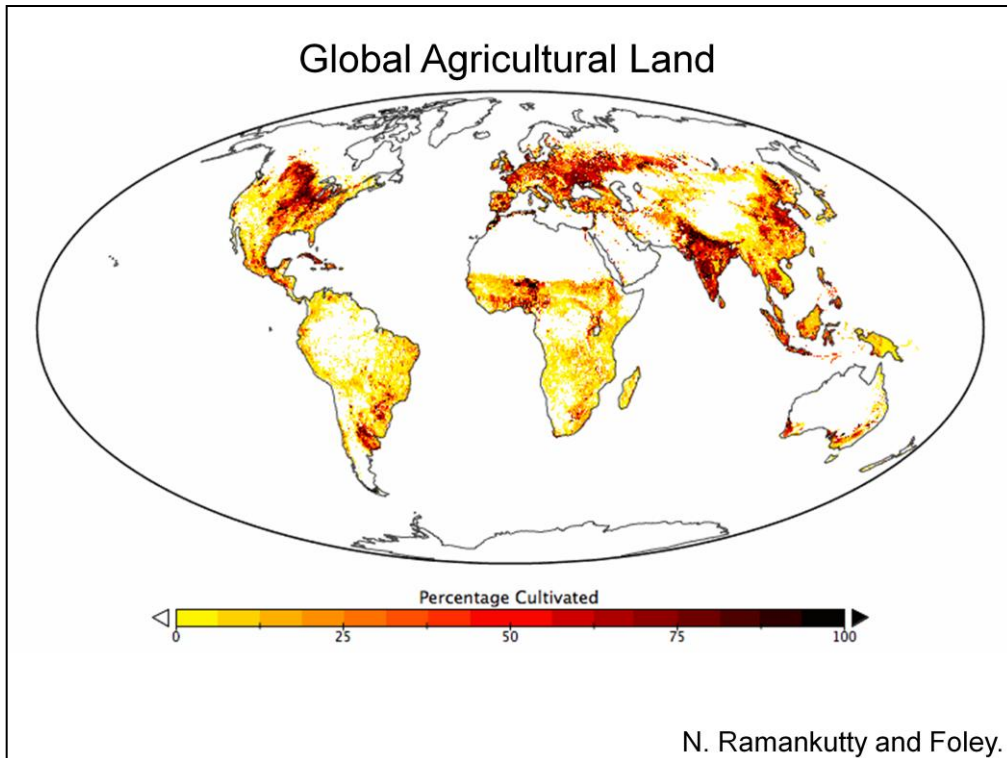 Global Agricultural Land
Percentage Cultivated
0 25 50 75 100
N. Ramankutty and Foley.